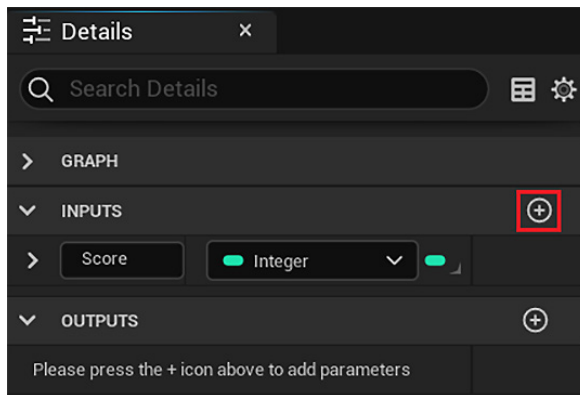 Details
Search Details
GRAPH
INPUTS
Score Integer
OUTPUTS
Please press the + icon above to add parameters